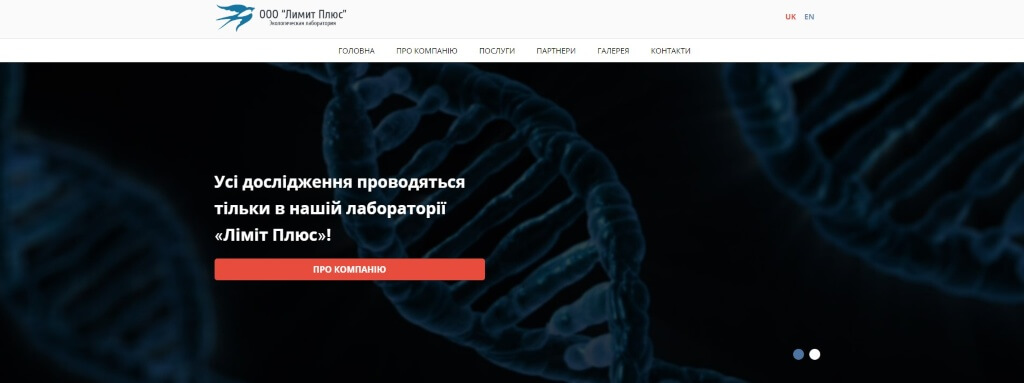 ООО "Лимит Плюс"
Экологическая лаборатория
UK EN
ГОЛОВНА ПРО КОМПАНІЮ ПОСЛУГИ ПАРТНЕРИ ГАЛЕРЕЯ КОНТАКТИ
Усі дослідження проводяться
тільки в нашій лабораторії
«Ліміт Плюс»!
ПРО КОМПАНІЮ